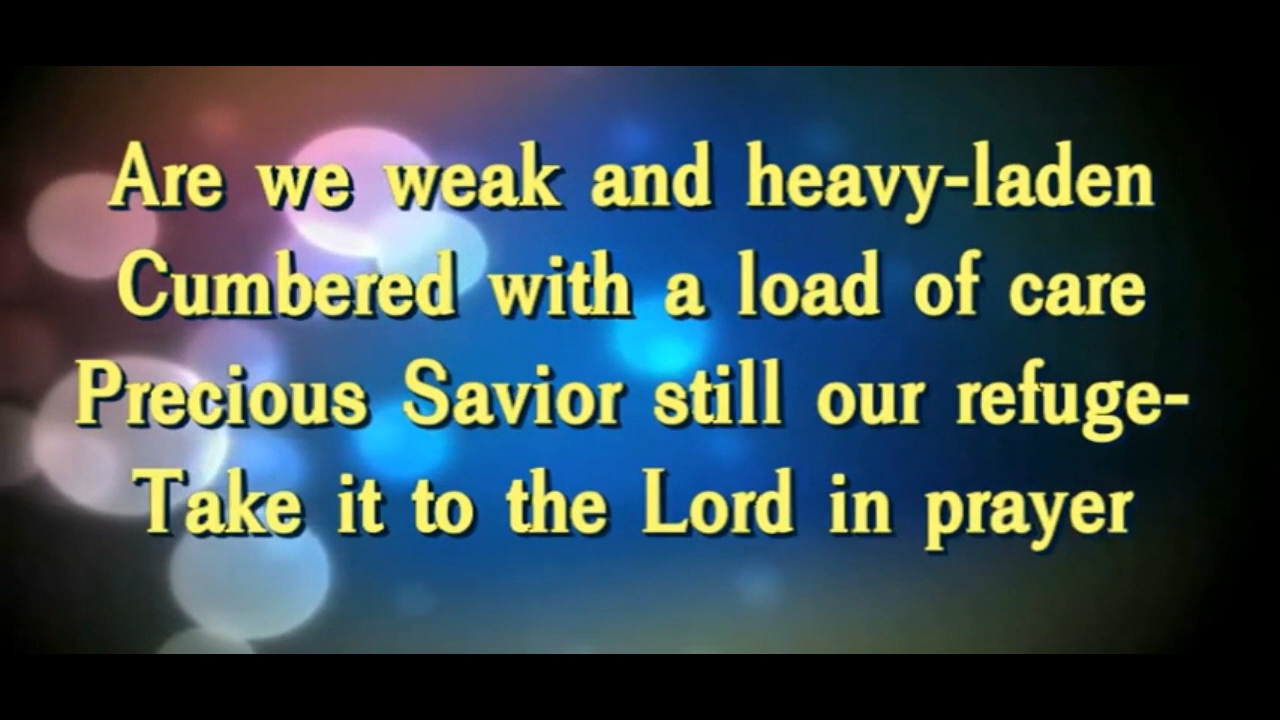 Are we weak and heavy-laden
Cumbered with a load of care
Precious Savior still our refuge-
Take it to the Lord in prayer